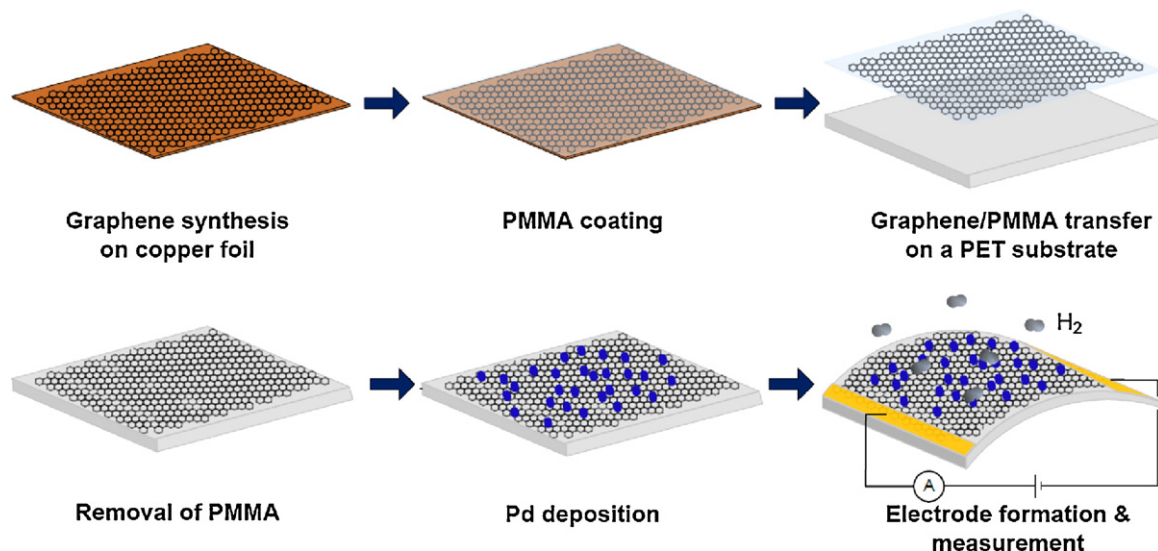 Graphene synthesis
on copper foil
PMMA coating
Graphene/PMMA transfer
on a PET substrate
H₂
Removal of PMMA
Pd deposition
A
Electrode formation &
measurement